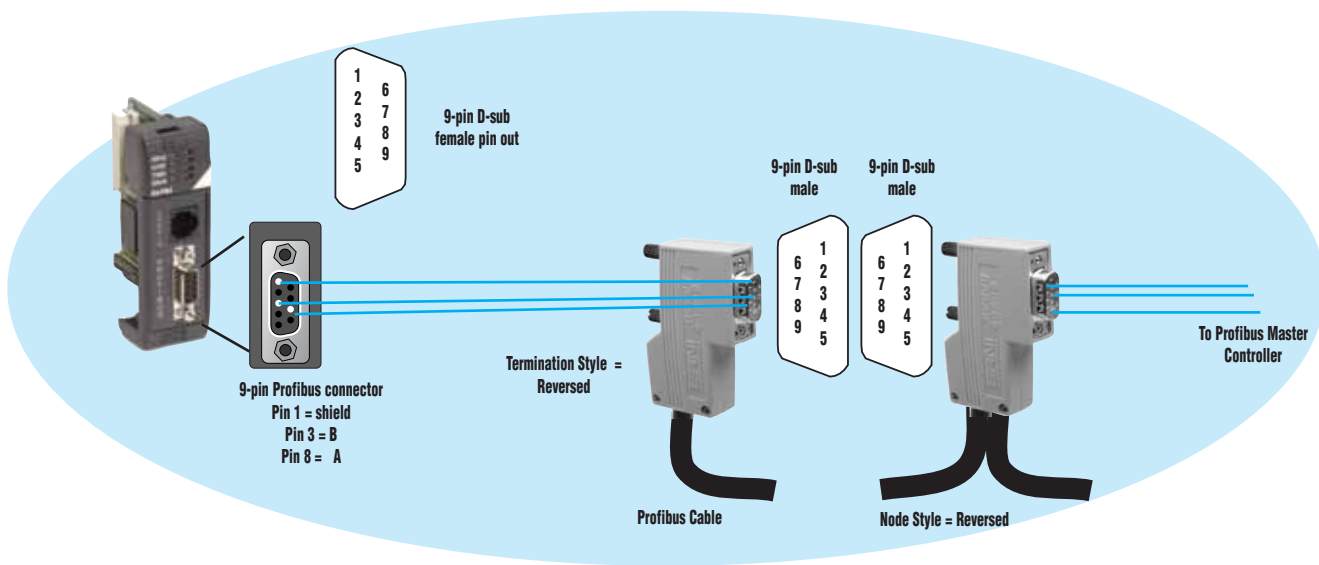 1
2
3
4
5
6
7
8
9
9-pin D-sub
female pin out
9-pin D-sub
male
9-pin D-sub
male
6
7
8
9
1
2
3
4
5
6
7
8
9
1
2
3
4
5
9-pin Profibus connector
Pin 1 = shield
Pin 3 = B
Pin 8 = A
Termination Style =
Reversed
To Profibus Master
Controller
Profibus Cable
Node Style = Reversed